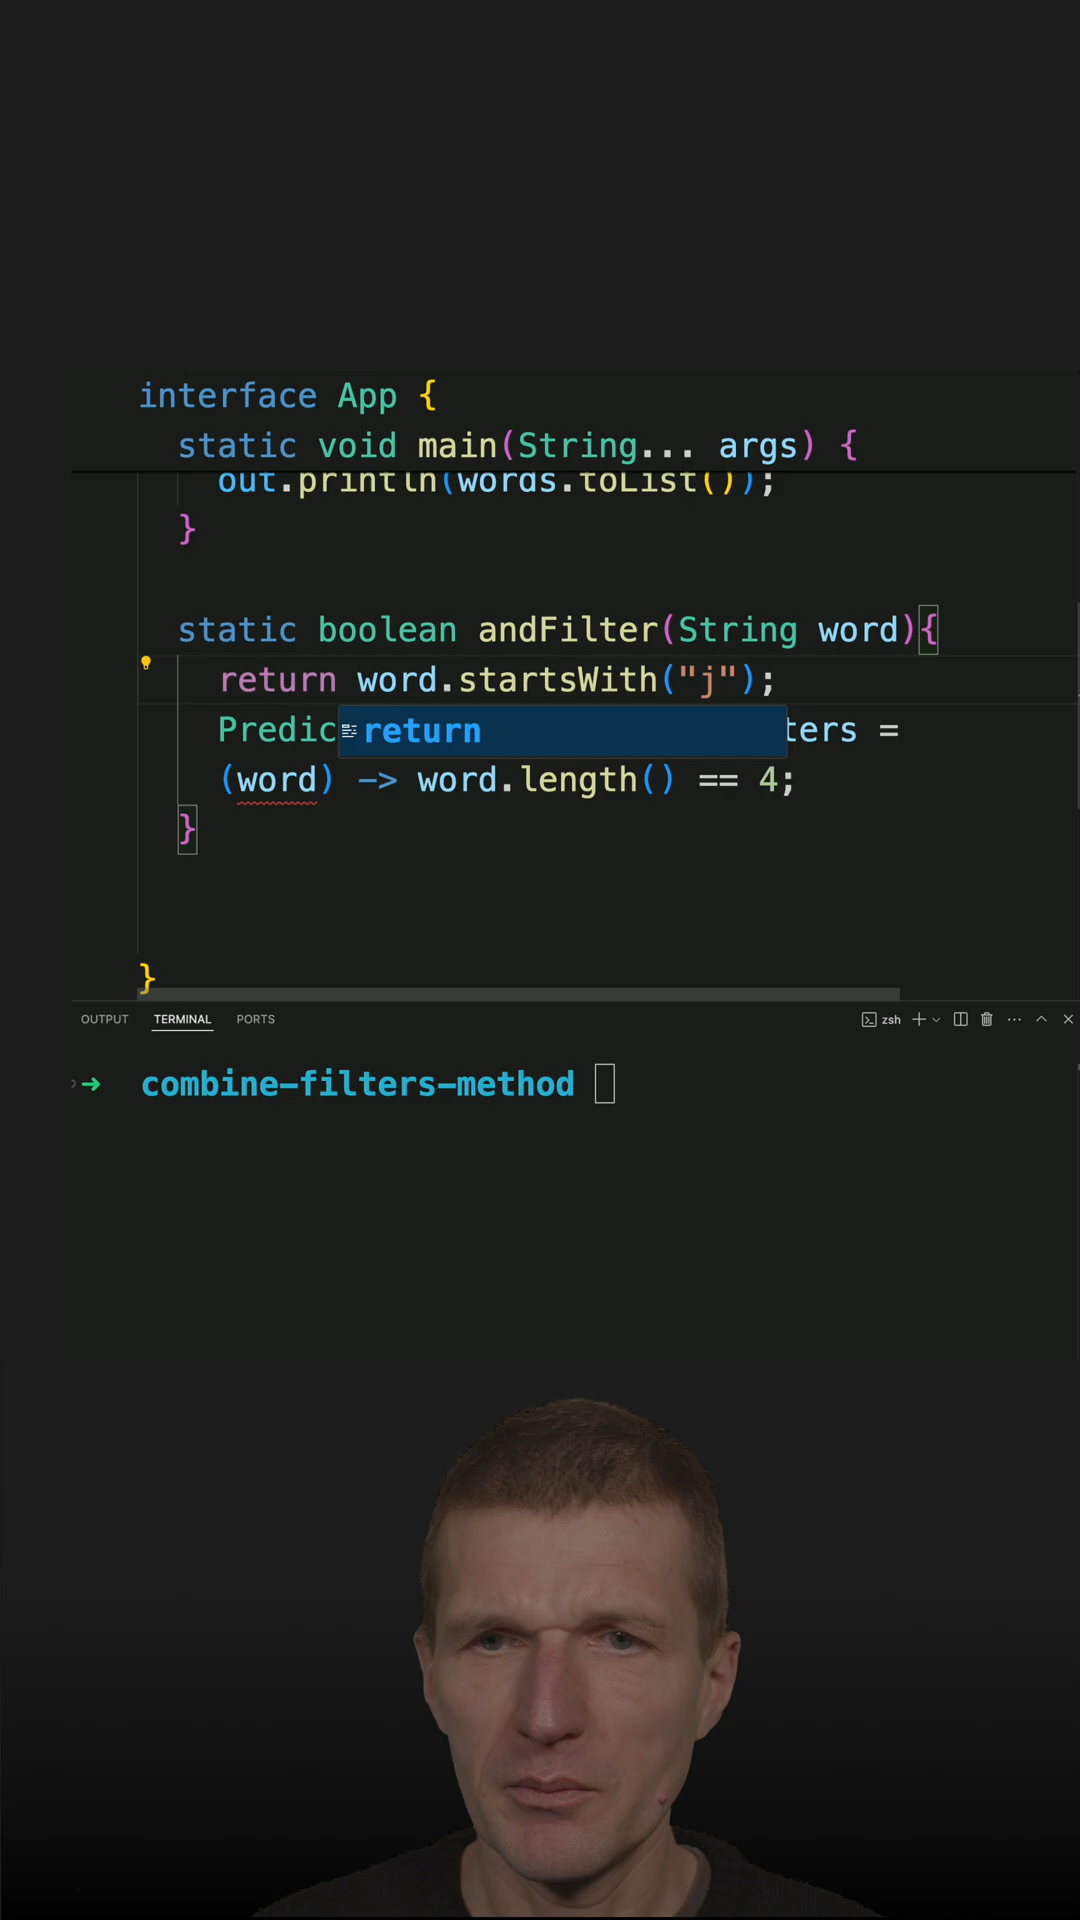 interface App {
static void main(String... args) {
out.println(words.toList());
}
static boolean andFilter(String word){
return word.startsWith("j");
Predic return ters =
(word) -> word.length() == 4;
}
}
OUTPUT TERMINAL PORTS zsh
combine-filters-method